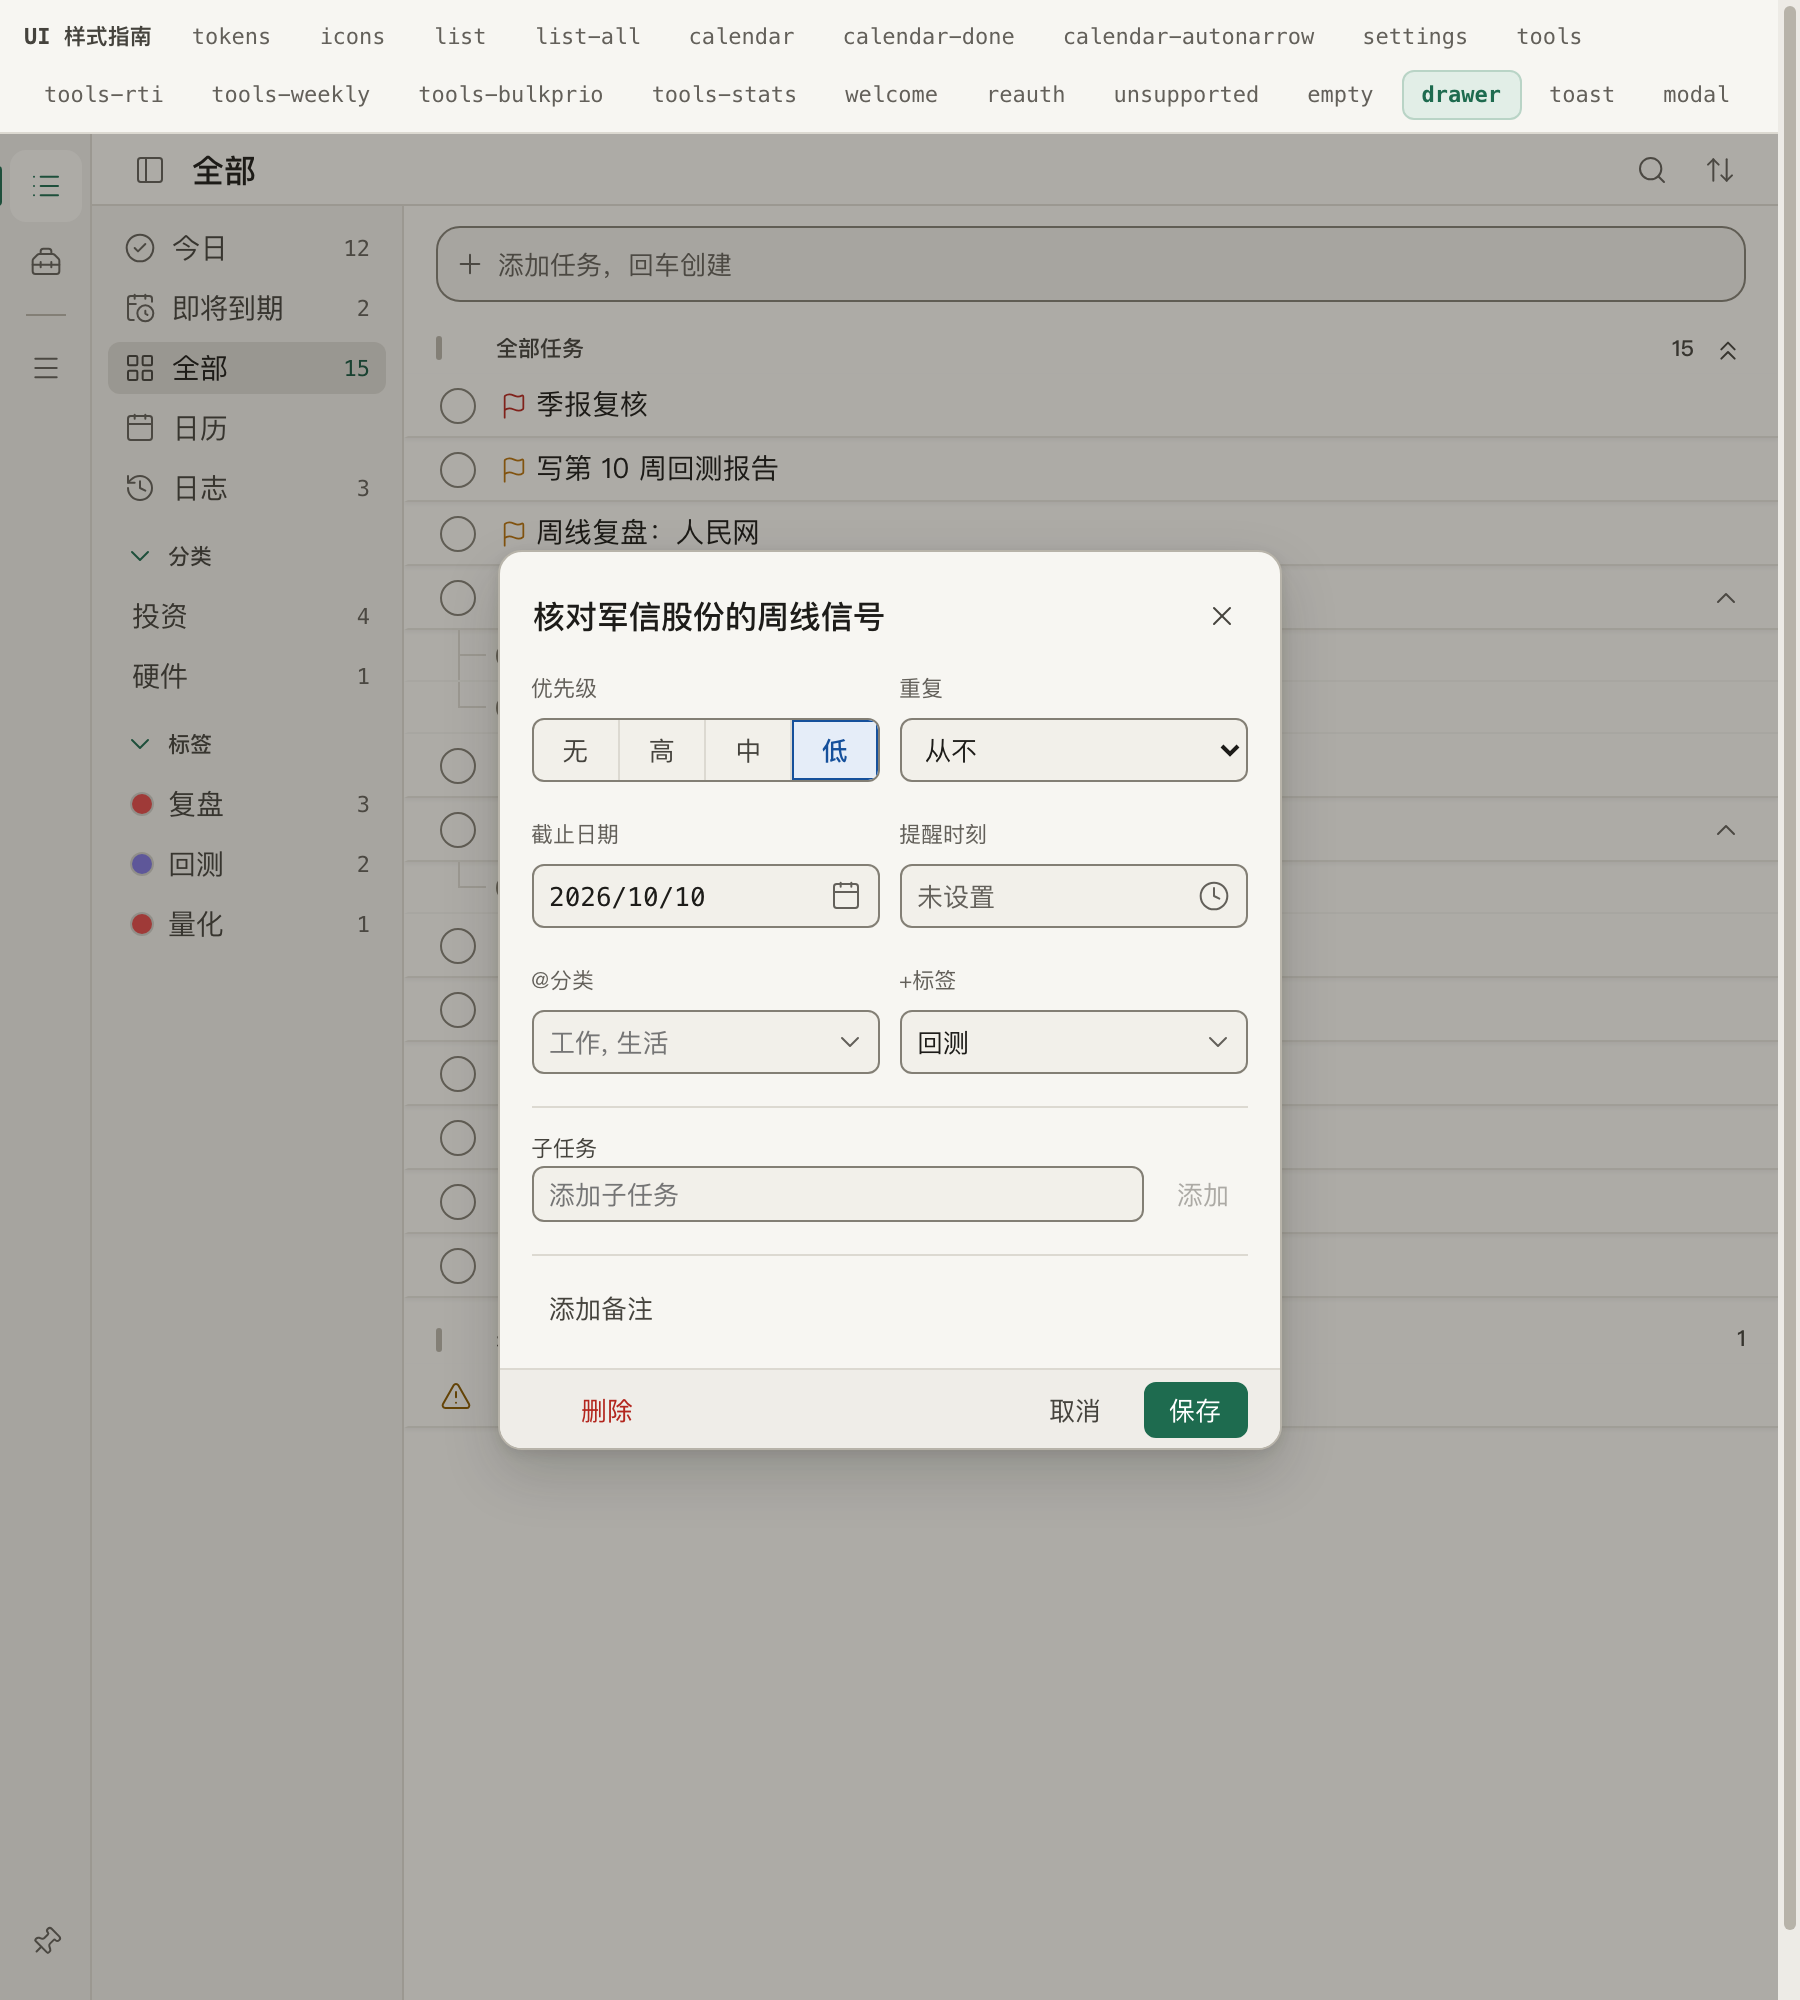 UI 样式指南 tokens icons list list-all calendar calendar-done calendar-autonarrow settings tools
tools-rti tools-weekly tools-bulkprio tools-stats welcome reauth unsupported empty drawer toast modal
全部
今日 12
即将到期 2
全部 15
日历
日志 3
分类
投资 4
硬件 1
标签
复盘 3
回测 2
量化 1
添加任务，回车创建
全部任务 15
季报复核
写第 10 周回测报告
周线复盘：人民网
核对军信股份的周线信号
优先级 重复
无 高 中 低 从不
截止日期 提醒时刻
2026/10/10 未设置
@分类 +标签
工作, 生活 回测
子任务
添加子任务 添加
添加备注
1
删除 取消 保存